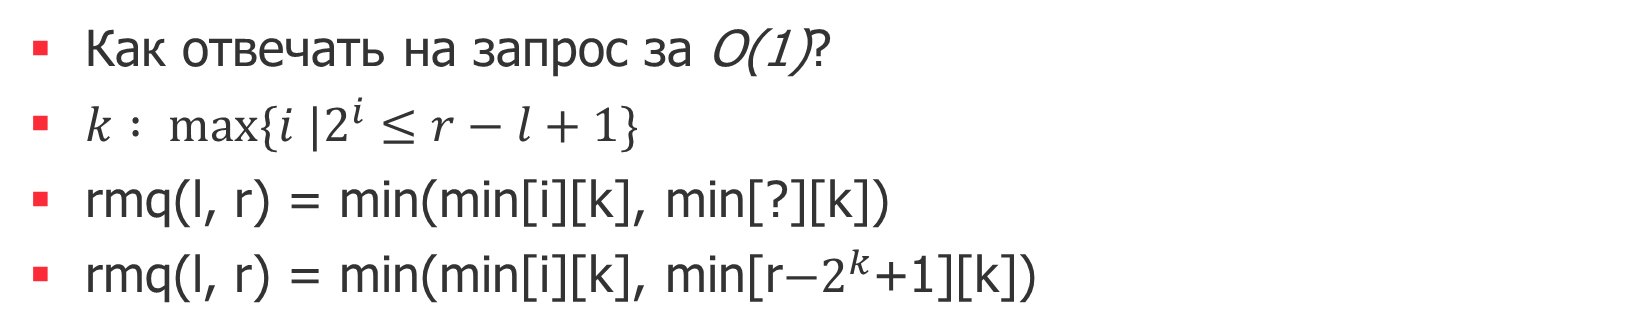 ▪ Как отвечать на запрос за O(1)?
▪ k : max{i |2^i ≤ r − l + 1}
▪ rmq(l, r) = min(min[i][k], min[?][k])
▪ rmq(l, r) = min(min[i][k], min[r−2^k+1][k])